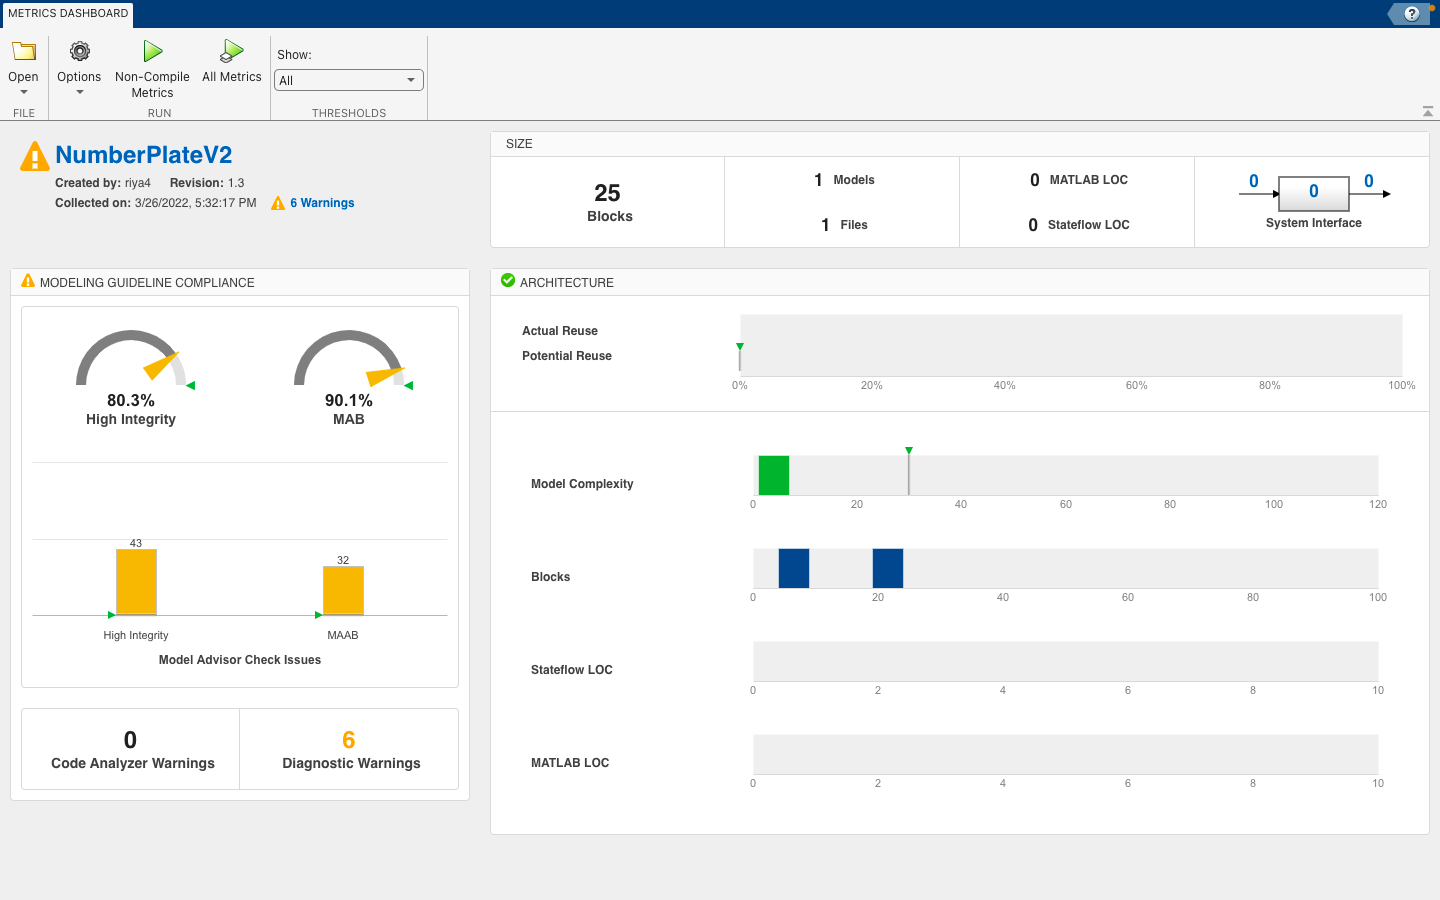 METRICS DASHBOARD
?
Open
Options
Non-Compile
Metrics
All Metrics
Show:
All
FILE
RUN
THRESHOLDS
NumberPlateV2
Created by: riya4 Revision: 1.3
Collected on: 3/26/2022, 5:32:17 PM 6 Warnings
SIZE
25
Blocks
1 Models
1 Files
0 MATLAB LOC
0 Stateflow LOC
0 0 0
System Interface
MODELING GUIDELINE COMPLIANCE
80.3%
High Integrity
90.1%
MAB
43
32
High Integrity
MAAB
Model Advisor Check Issues
0
Code Analyzer Warnings
6
Diagnostic Warnings
ARCHITECTURE
Actual Reuse
Potential Reuse
0% 20% 40% 60% 80% 100%
Model Complexity
0 20 40 60 80 100 120
Blocks
0 20 40 60 80 100
Stateflow LOC
0 2 4 6 8 10
MATLAB LOC
0 2 4 6 8 10